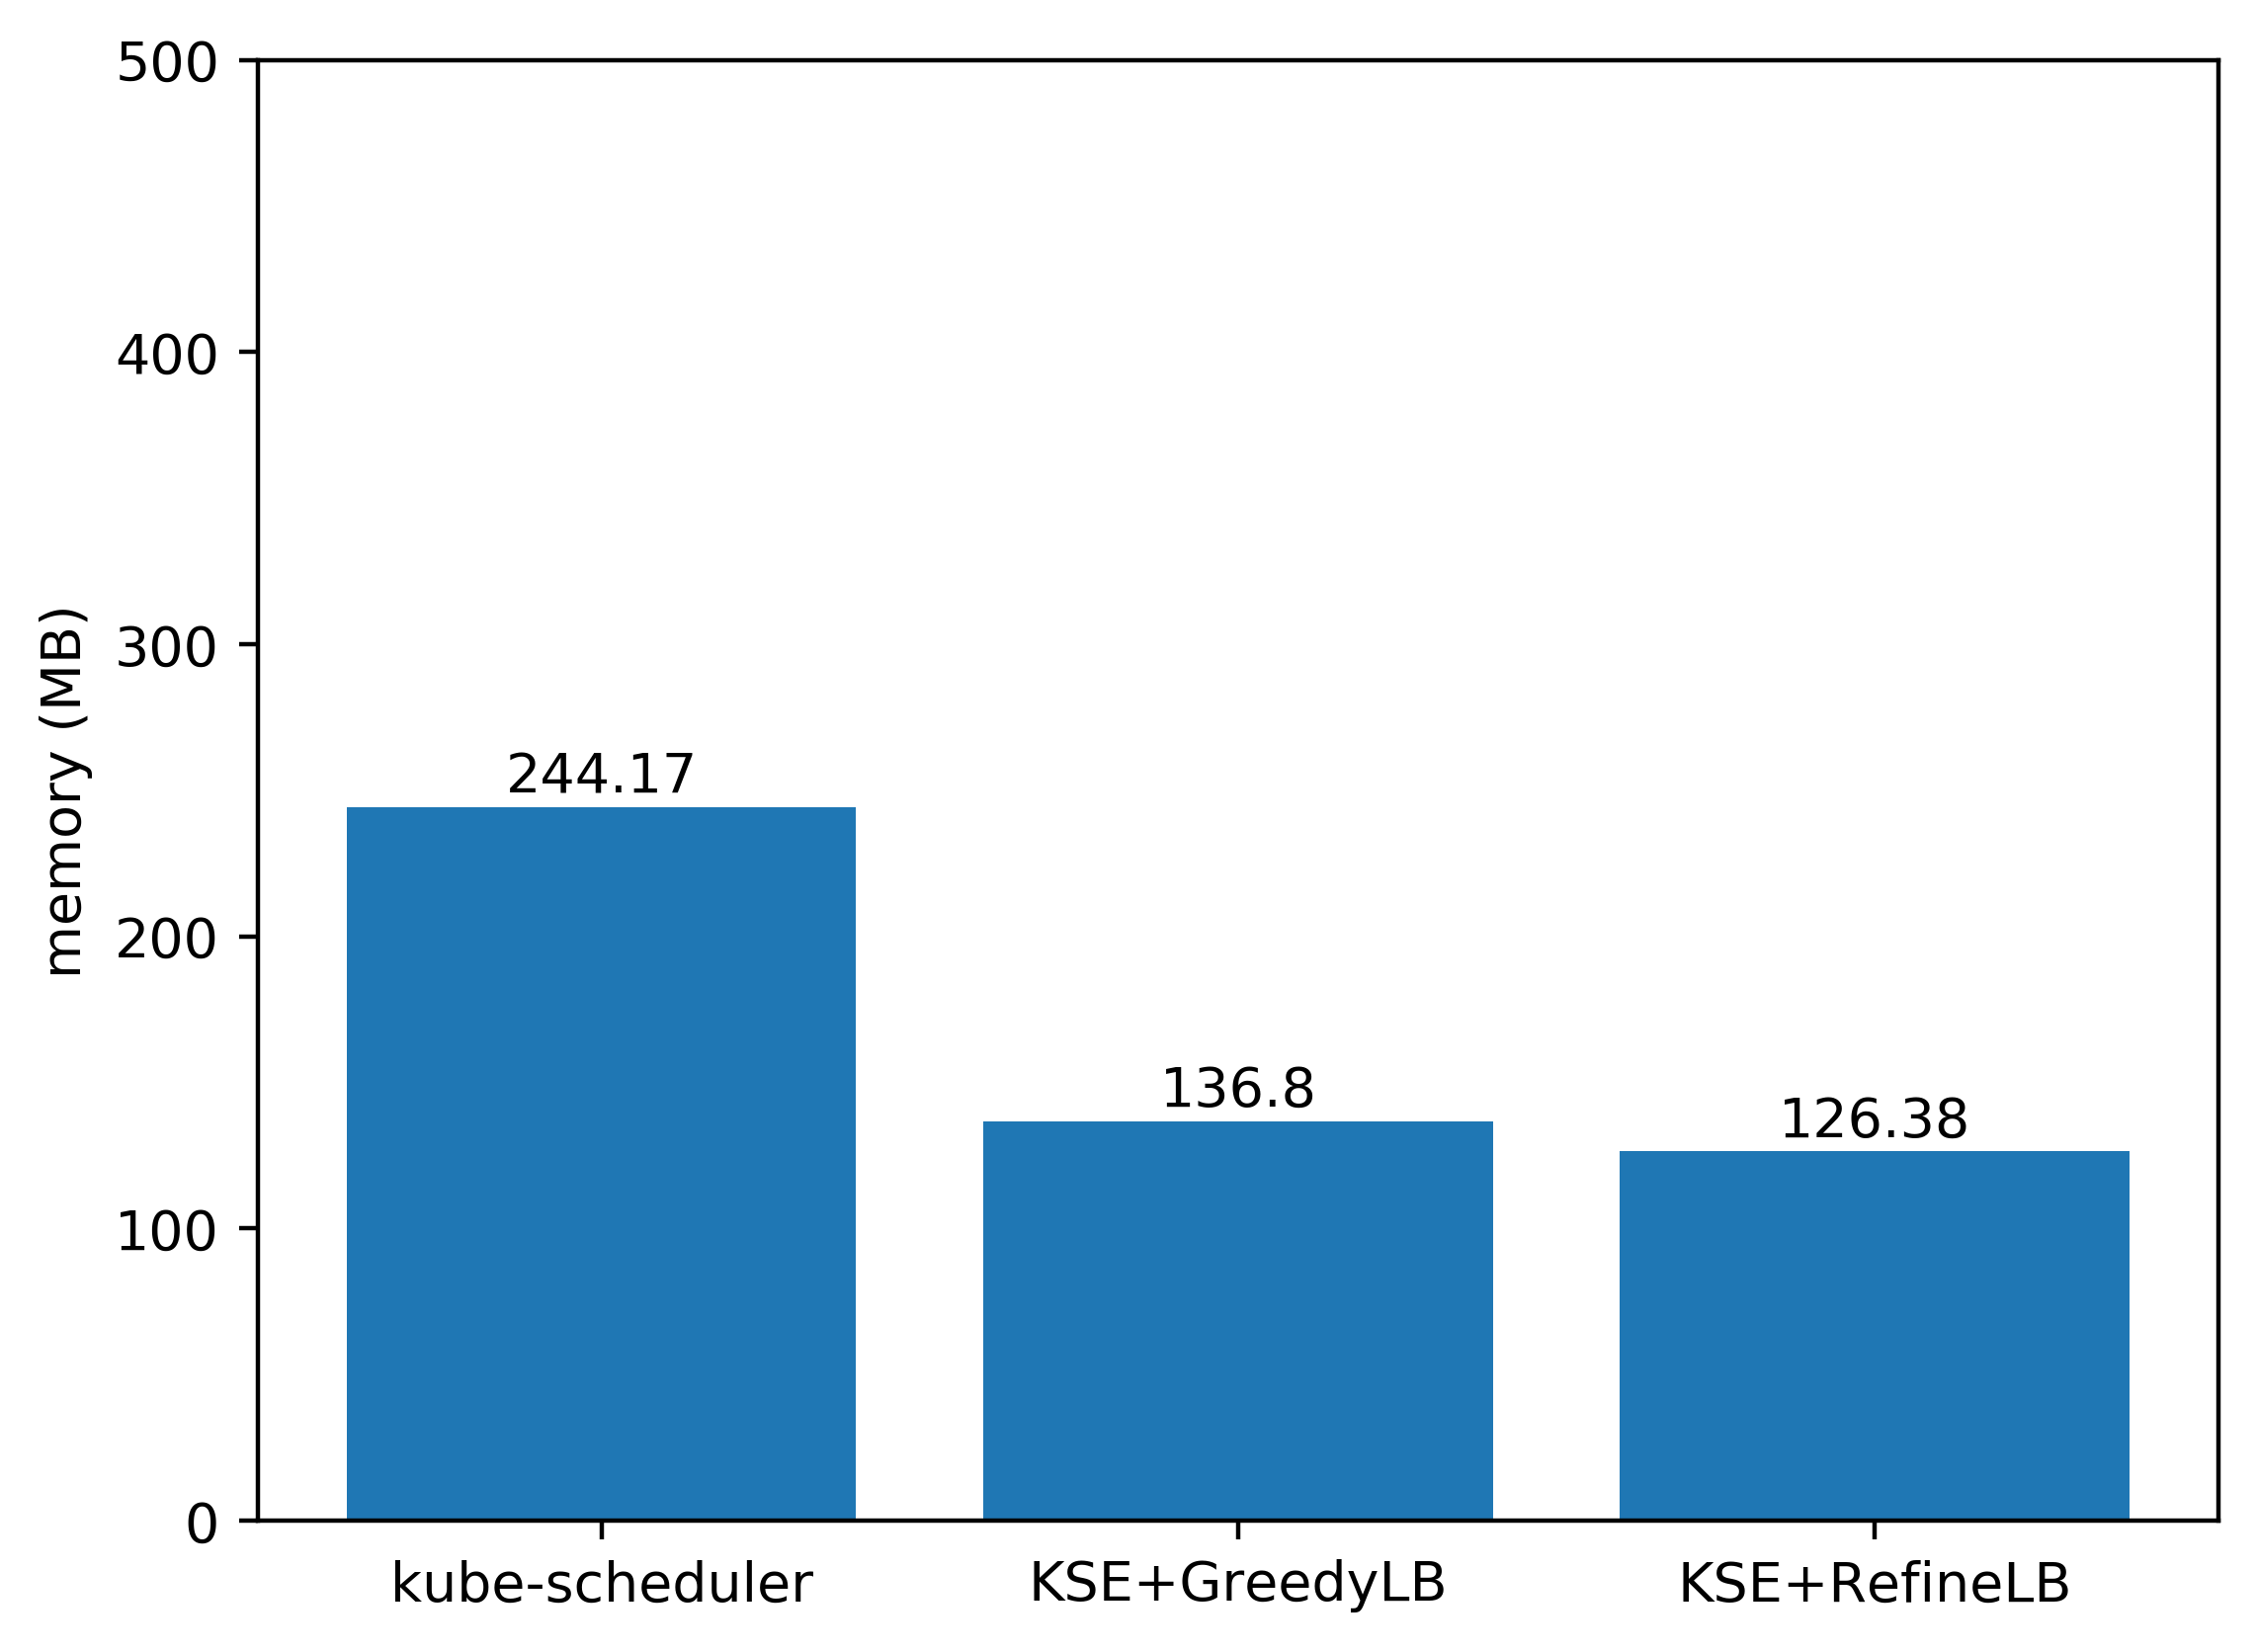 500
400
300
200
100
0
memory (MB)
244.17
136.8
126.38
kube-scheduler
KSE+GreedyLB
KSE+RefineLB